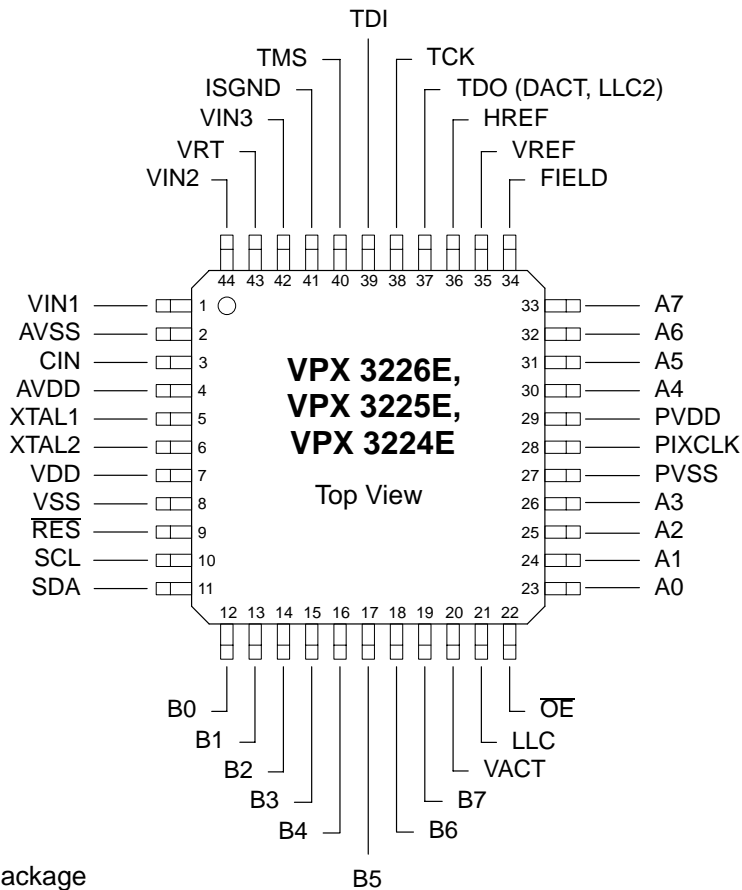 TDI
TMS
TCK
ISGND
TDO (DACT, LLC2)
VIN3
HREF
VRT
VREF
VIN2
FIELD
44 43 42 41 40 39 38 37 36 35 34
VIN1 1 33 A7
AVSS 2 32 A6
CIN 3 31 A5
AVDD 4 30 A4
XTAL1 5 29 PVDD
XTAL2 6 28 PIXCLK
VDD 7 27 PVSS
VSS 8 26 A3
RES 9 25 A2
SCL 10 24 A1
SDA 11 23 A0
VPX 3226E,
VPX 3225E,
VPX 3224E
Top View
12 13 14 15 16 17 18 19 20 21 22
B0
OE
B1
LLC
B2
VACT
B3
B7
B4
B6
B5
ackage